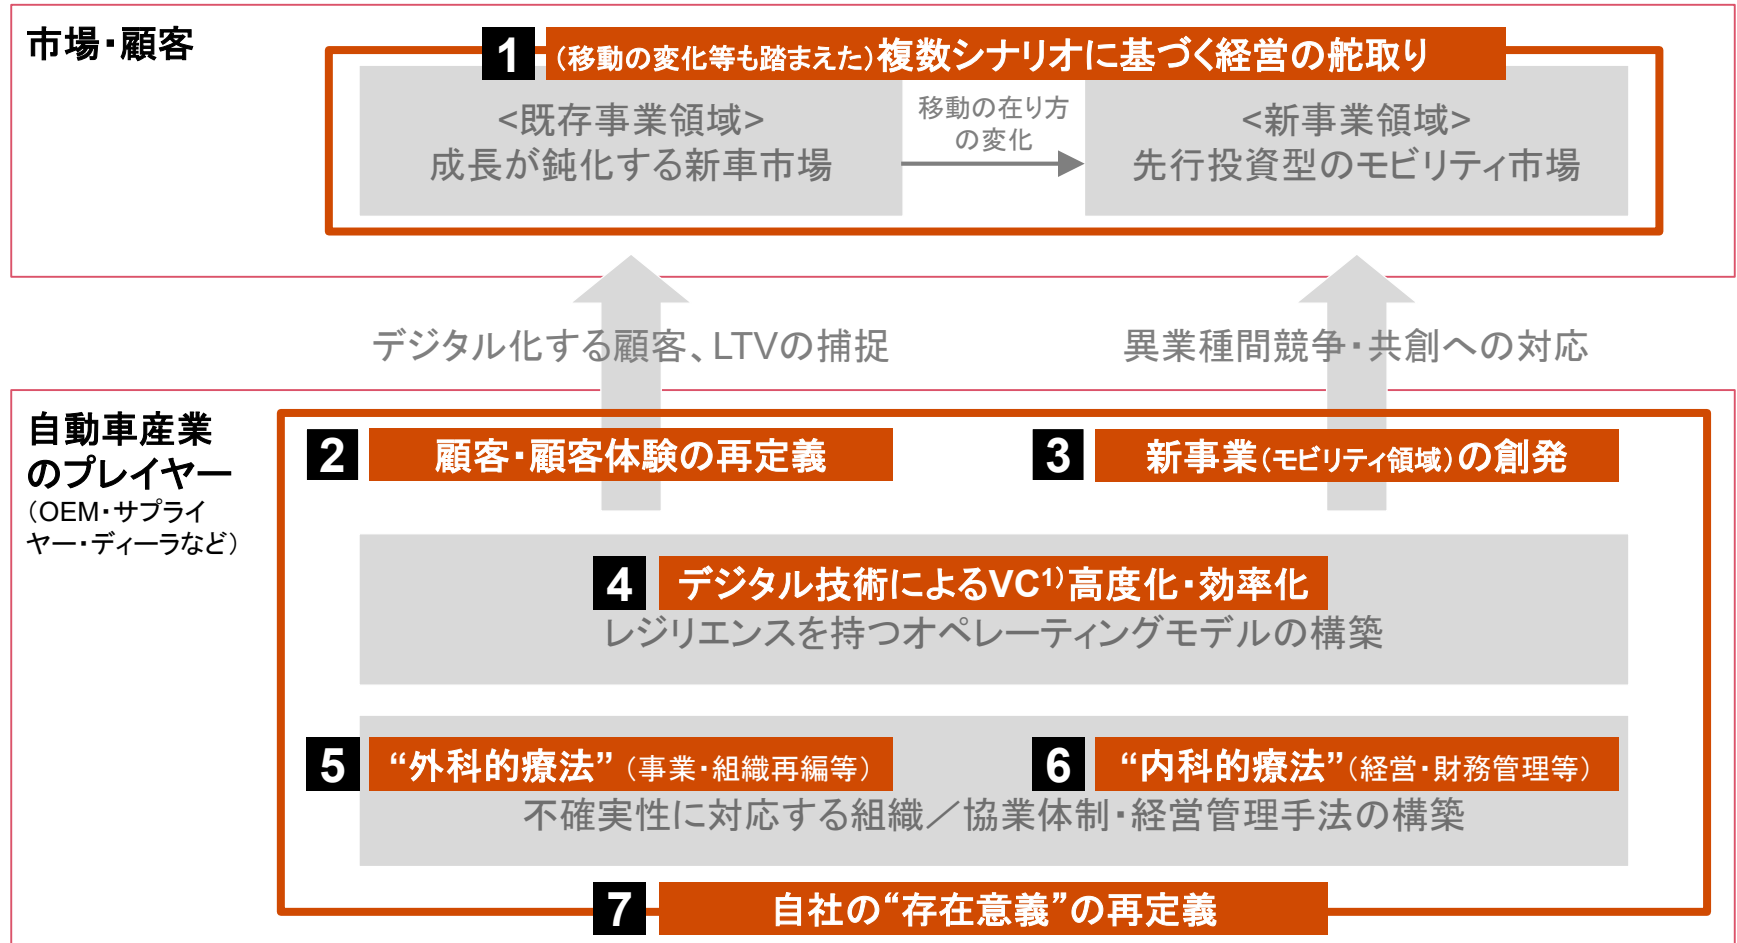 市場・顧客
1 (移動の変化等も踏まえた)複数シナリオに基づく経営の舵取り
<既存事業領域>
成長が鈍化する新車市場
移動の在り方
の変化
<新事業領域>
先行投資型のモビリティ市場
デジタル化する顧客、LTVの捕捉
異業種間競争・共創への対応
自動車産業
のプレイヤー
(OEM・サプライ
ヤー・ディーラなど)
2 顧客・顧客体験の再定義
3 新事業(モビリティ領域)の創発
4 デジタル技術によるVC1)高度化・効率化
レジリエンスを持つオペレーティングモデルの構築
5 “外科的療法”(事業・組織再編等)
6 “内科的療法”(経営・財務管理等)
不確実性に対応する組織／協業体制・経営管理手法の構築
7 自社の“存在意義”の再定義